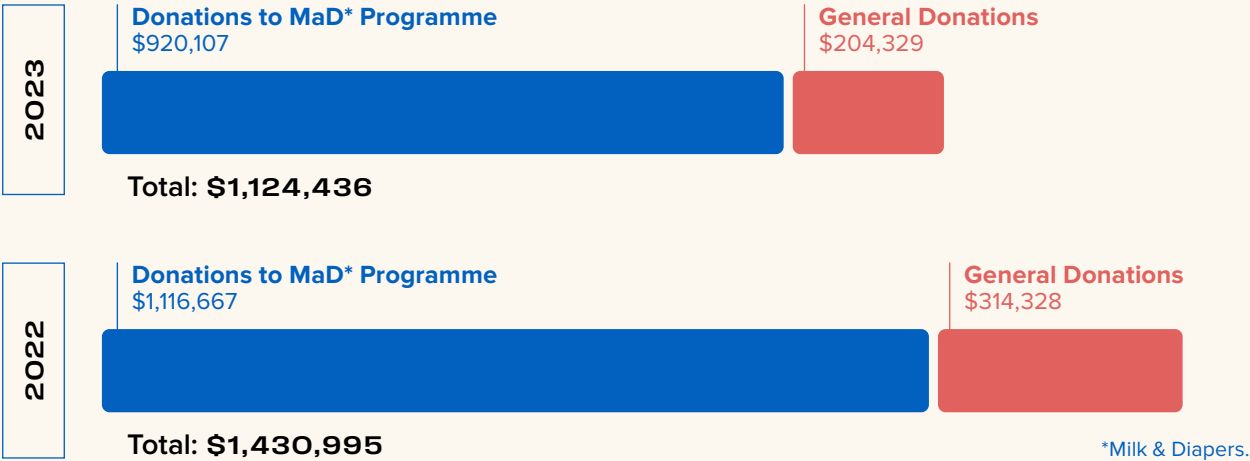 2023
Donations to MaD* Programme
$920,107
General Donations
$204,329
Total: $1,124,436
2022
Donations to MaD* Programme
$1,116,667
General Donations
$314,328
Total: $1,430,995
*Milk & Diapers.